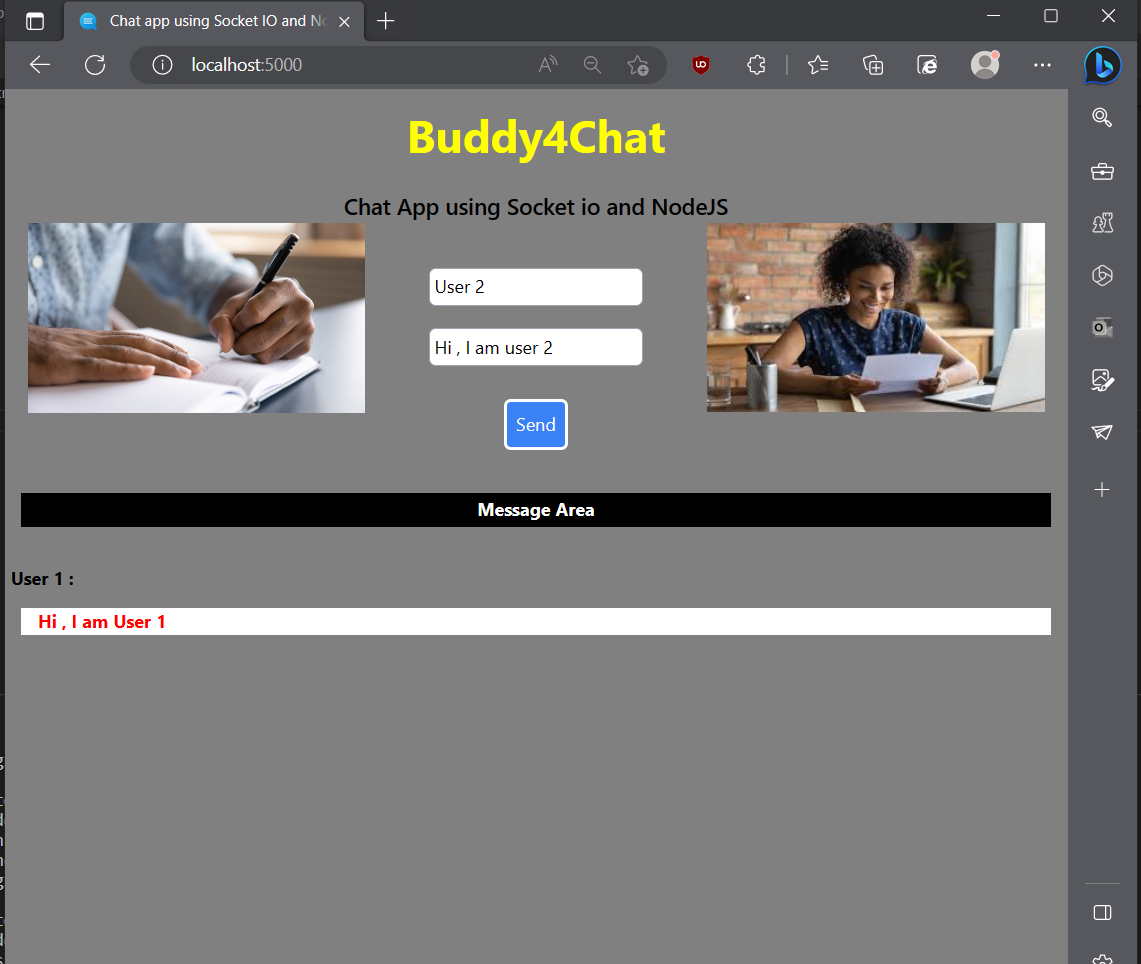 Chat app using Socket IO and No
localhost:5000
Buddy4Chat
Chat App using Socket io and NodeJS
User 2
Hi , I am user 2
Send
Message Area
User 1 :
Hi , I am User 1